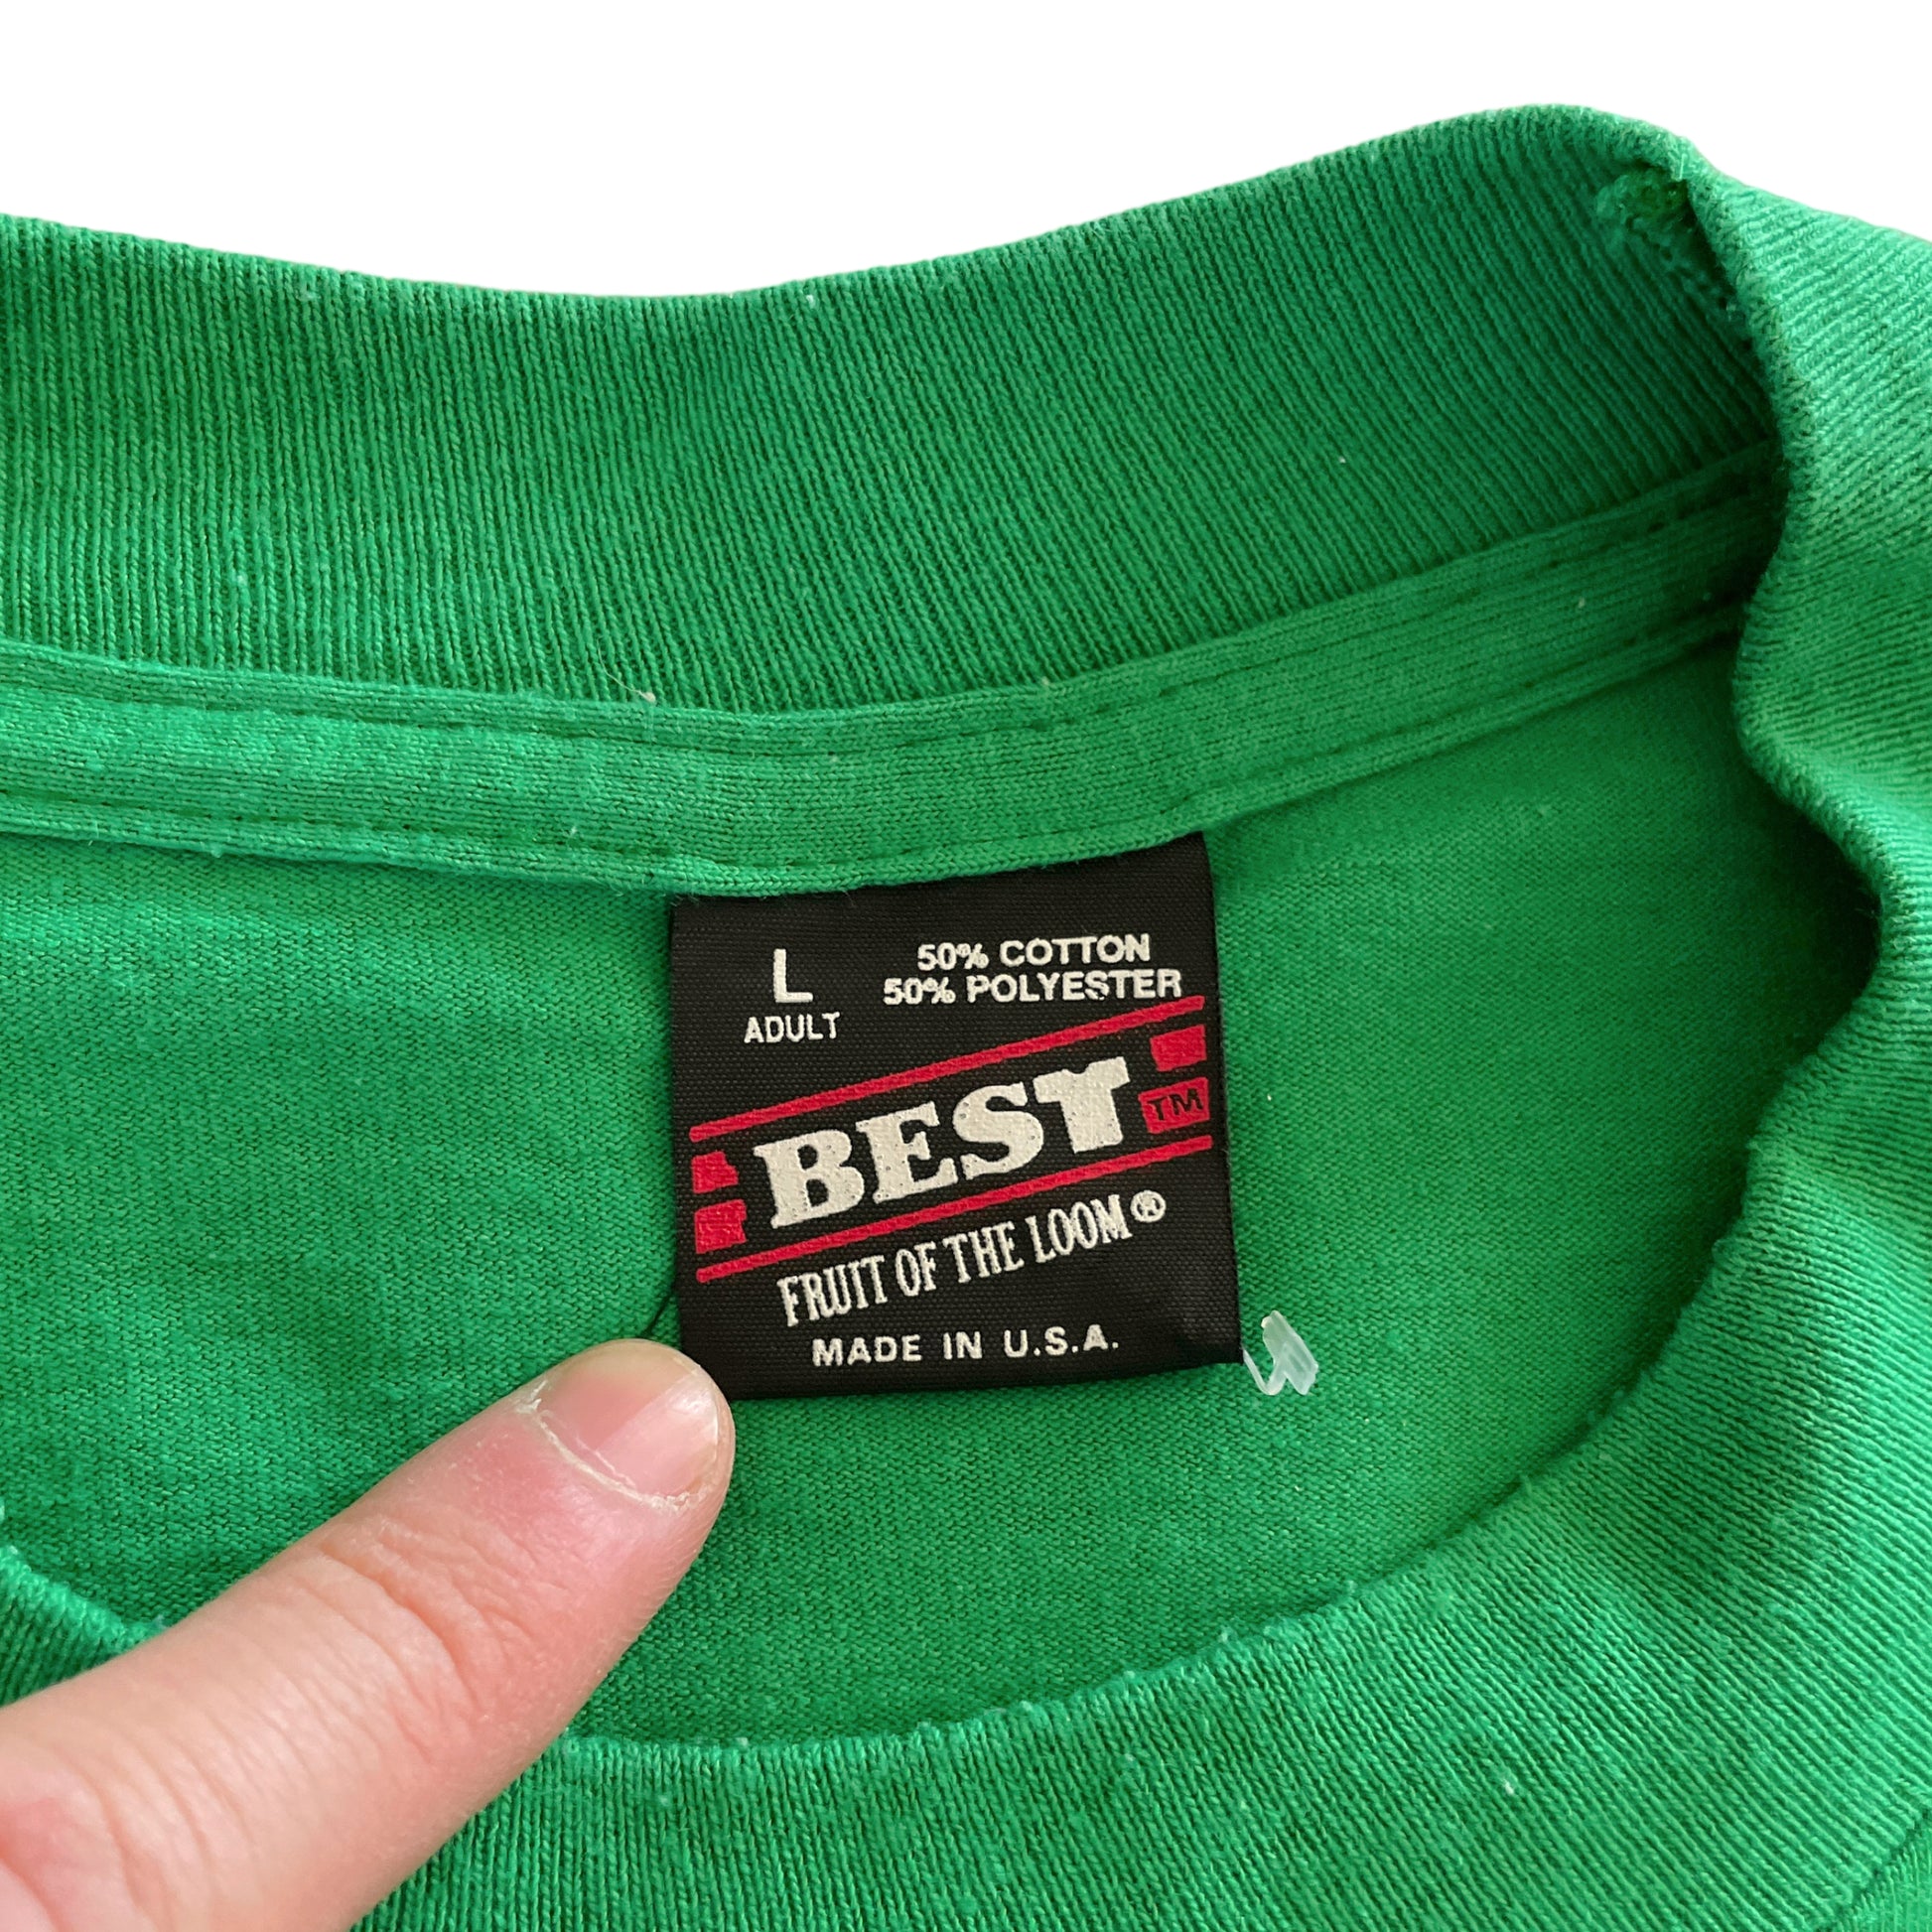 L
ADULT
50% COTTON
50% POLYESTER
BEST TM
FRUIT OF THE LOOM®
MADE IN U.S.A.